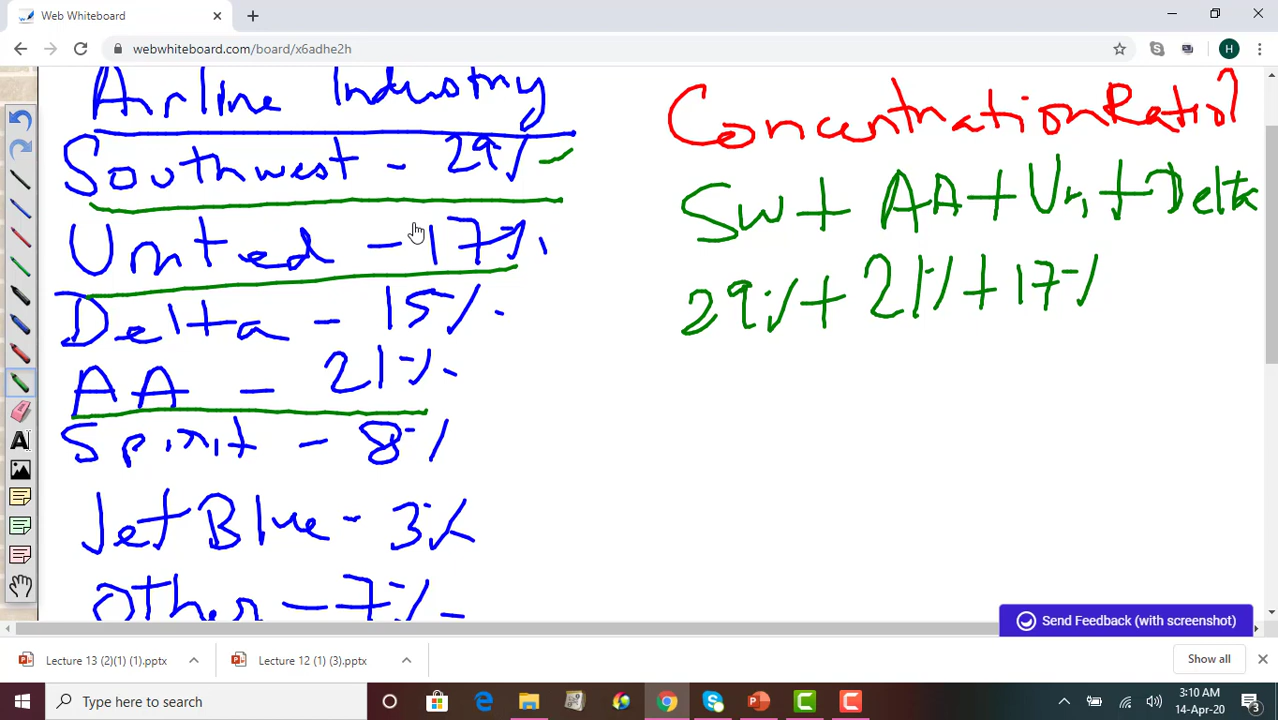 Web Whiteboard
webwhiteboard.com/board/x6adhe2h
H
Airline Industry
Southwest - 29%
United - 17%
Delta - 15%
AA - 21%
Spirit - 8%
JetBlue - 3%
Other - 7%
Concentration Ratio
SW + AA + Un, + Delta
29% + 21% + 17%
A
Send Feedback (with screenshot)
Lecture 13 (2)(1) (1).pptx
Lecture 12 (1) (3).pptx
Show all
Type here to search
3:10 AM
14-Apr-20
3